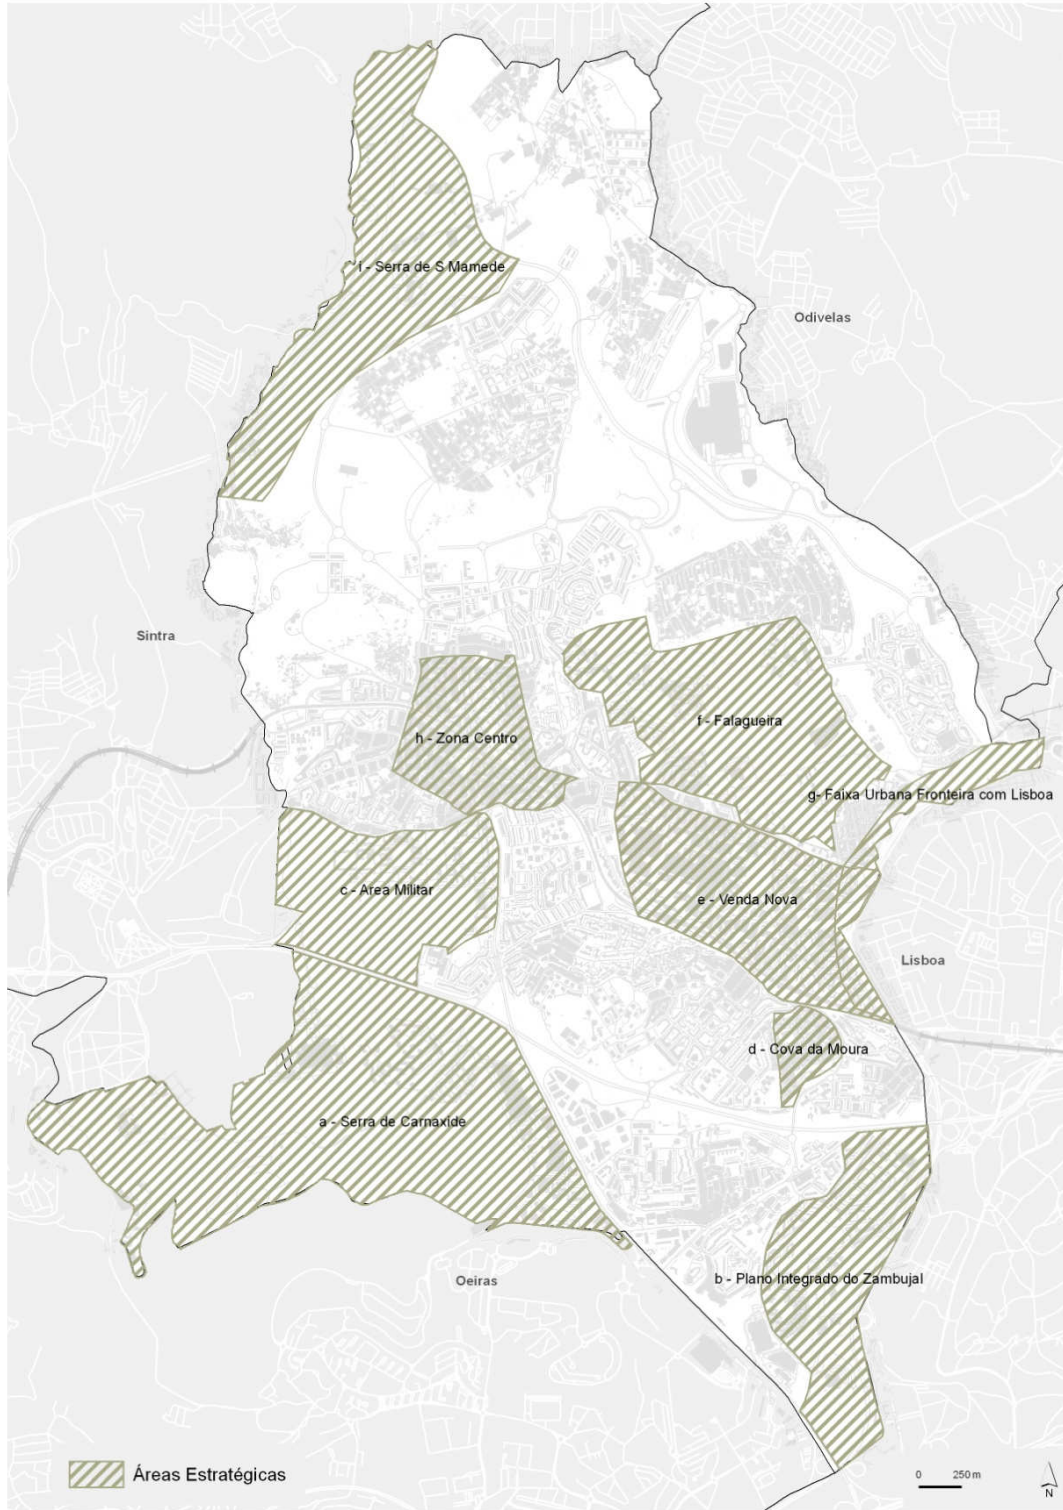 i - Serra de S Mamede
Odivelas
Sintra
f - Falagueira
h - Zona Centro
g- Faixa Urbana Fronteira com Lisboa
c - Area Militar
e - Venda Nova
Lisboa
d - Cova da Moura
a - Serra de Carnaxide
Oeiras
b - Plano Integrado do Zambujal
Áreas Estratégicas
0 250 m
N